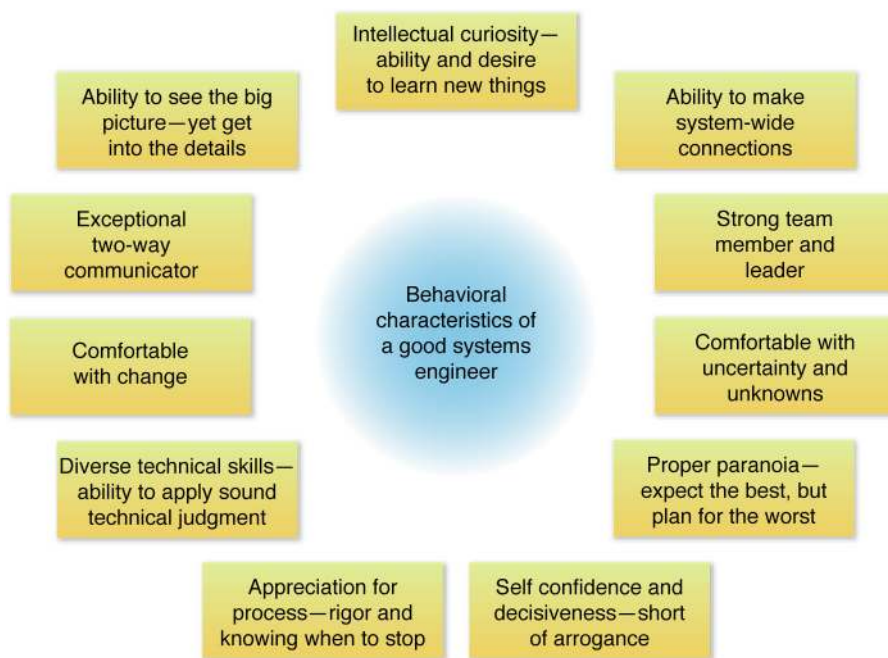 Intellectual curiosity—
ability and desire
to learn new things
Ability to see the big
picture—yet get
into the details
Ability to make
system-wide
connections
Exceptional
two-way
communicator
Strong team
member and
leader
Behavioral
characteristics of
a good systems
engineer
Comfortable
with change
Comfortable with
uncertainty and
unknowns
Diverse technical skills—
ability to apply sound
technical judgment
Proper paranoia—
expect the best, but
plan for the worst
Appreciation for
process—rigor and
knowing when to stop
Self confidence and
decisiveness—short
of arrogance